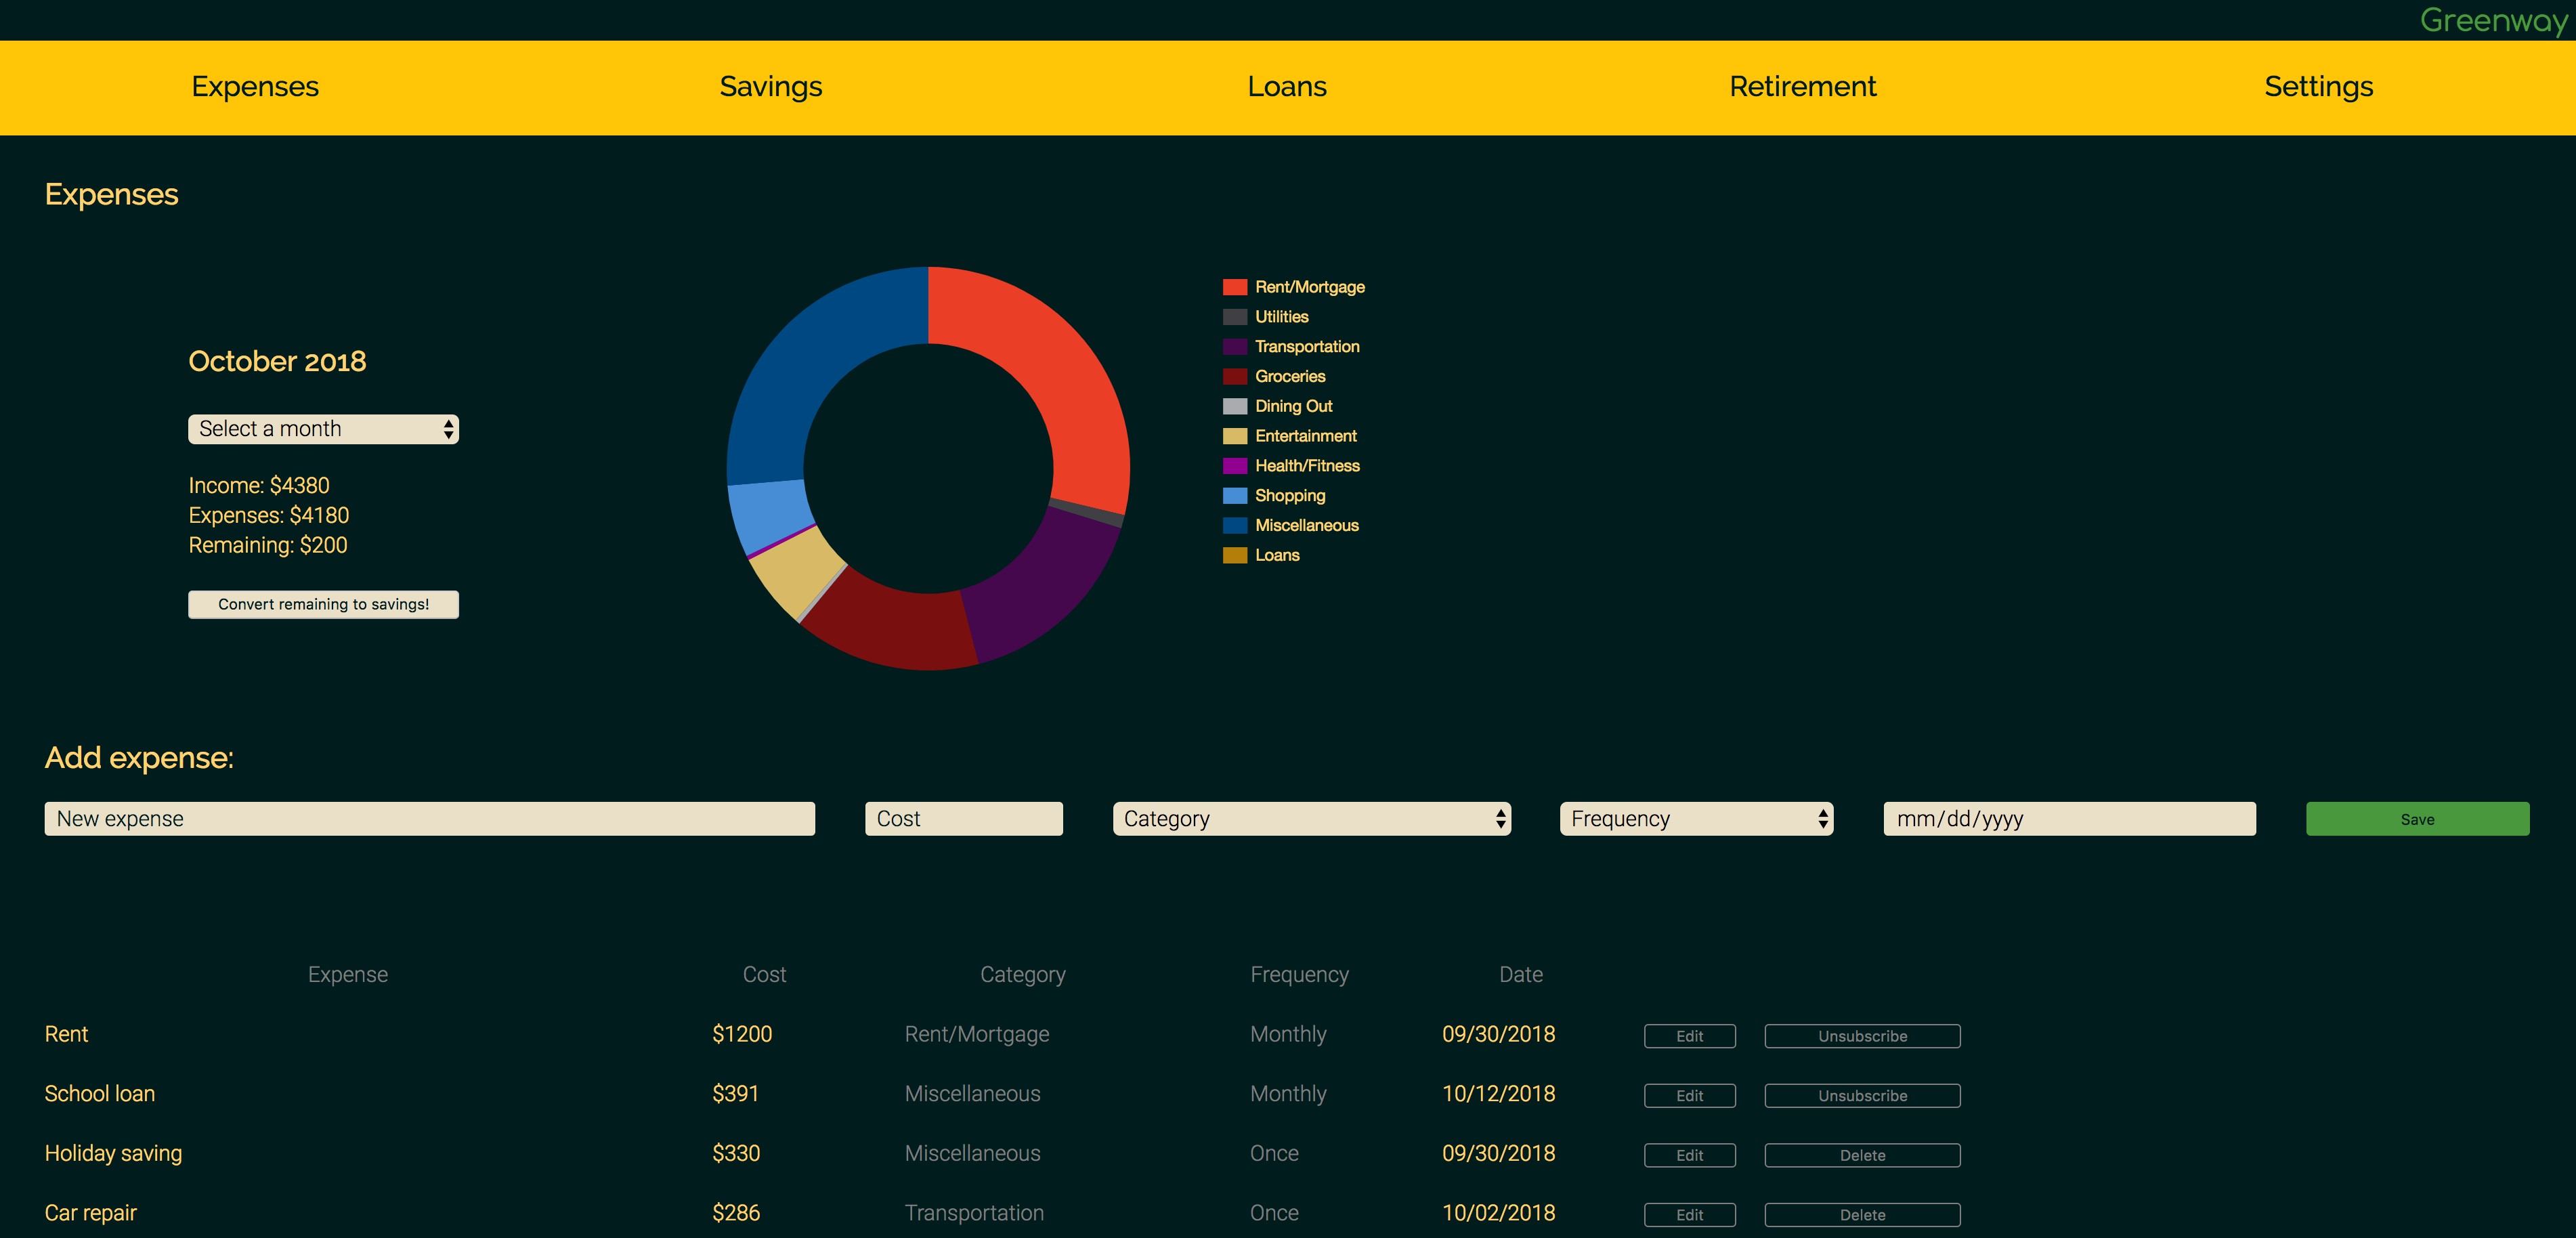 Greenway
Expenses Savings Loans Retirement Settings
Expenses
October 2018
Select a month
Income: $4380
Expenses: $4180
Remaining: $200
Convert remaining to savings!
Rent/Mortgage
Utilities
Transportation
Groceries
Dining Out
Entertainment
Health/Fitness
Shopping
Miscellaneous
Loans
Add expense:
New expense Cost Category Frequency mm/dd/yyyy Save
Expense Cost Category Frequency Date
Rent $1200 Rent/Mortgage Monthly 09/30/2018 Edit Unsubscribe
School loan $391 Miscellaneous Monthly 10/12/2018 Edit Unsubscribe
Holiday saving $330 Miscellaneous Once 09/30/2018 Edit Delete
Car repair $286 Transportation Once 10/02/2018 Edit Delete